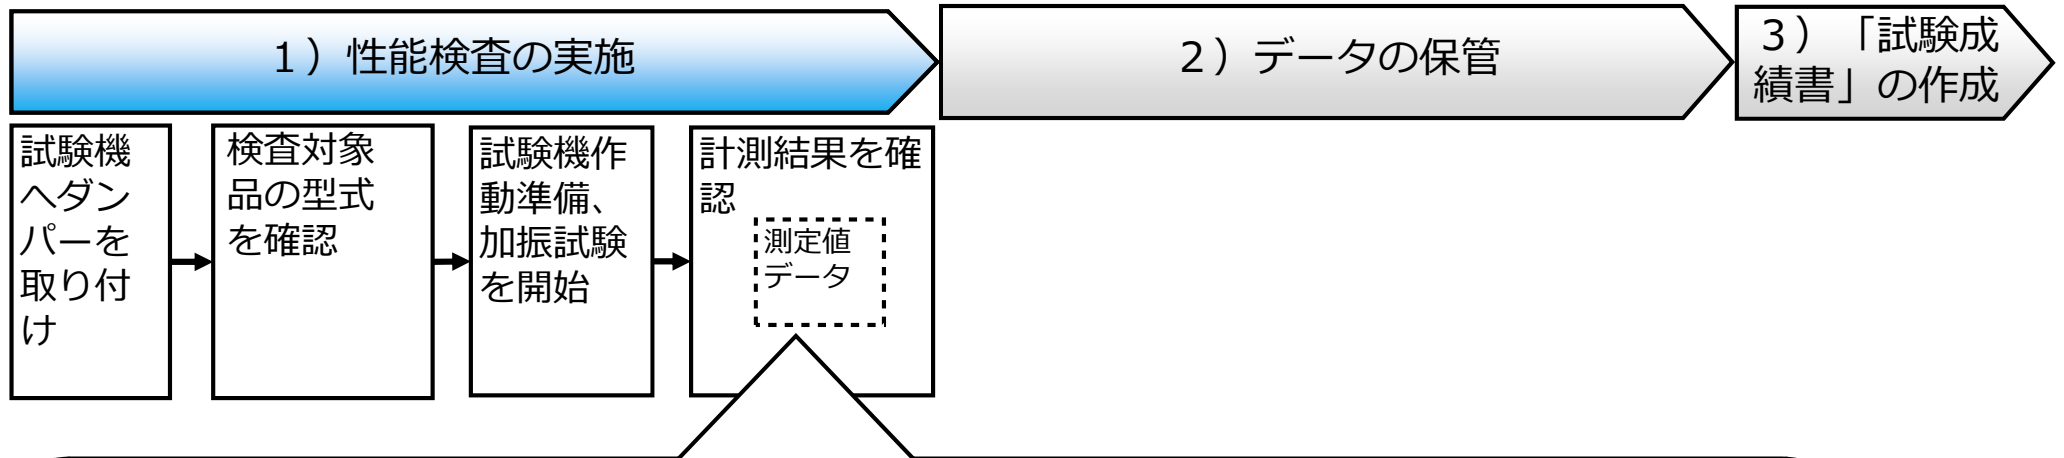 １）性能検査の実施
２）データの保管
３）「試験成
績書」の作成
試験機
へダン
パーを
取り付
け
検査対象
品の型式
を確認
試験機作
動準備、
加振試験
を開始
計測結果を確
認
測定値
データ